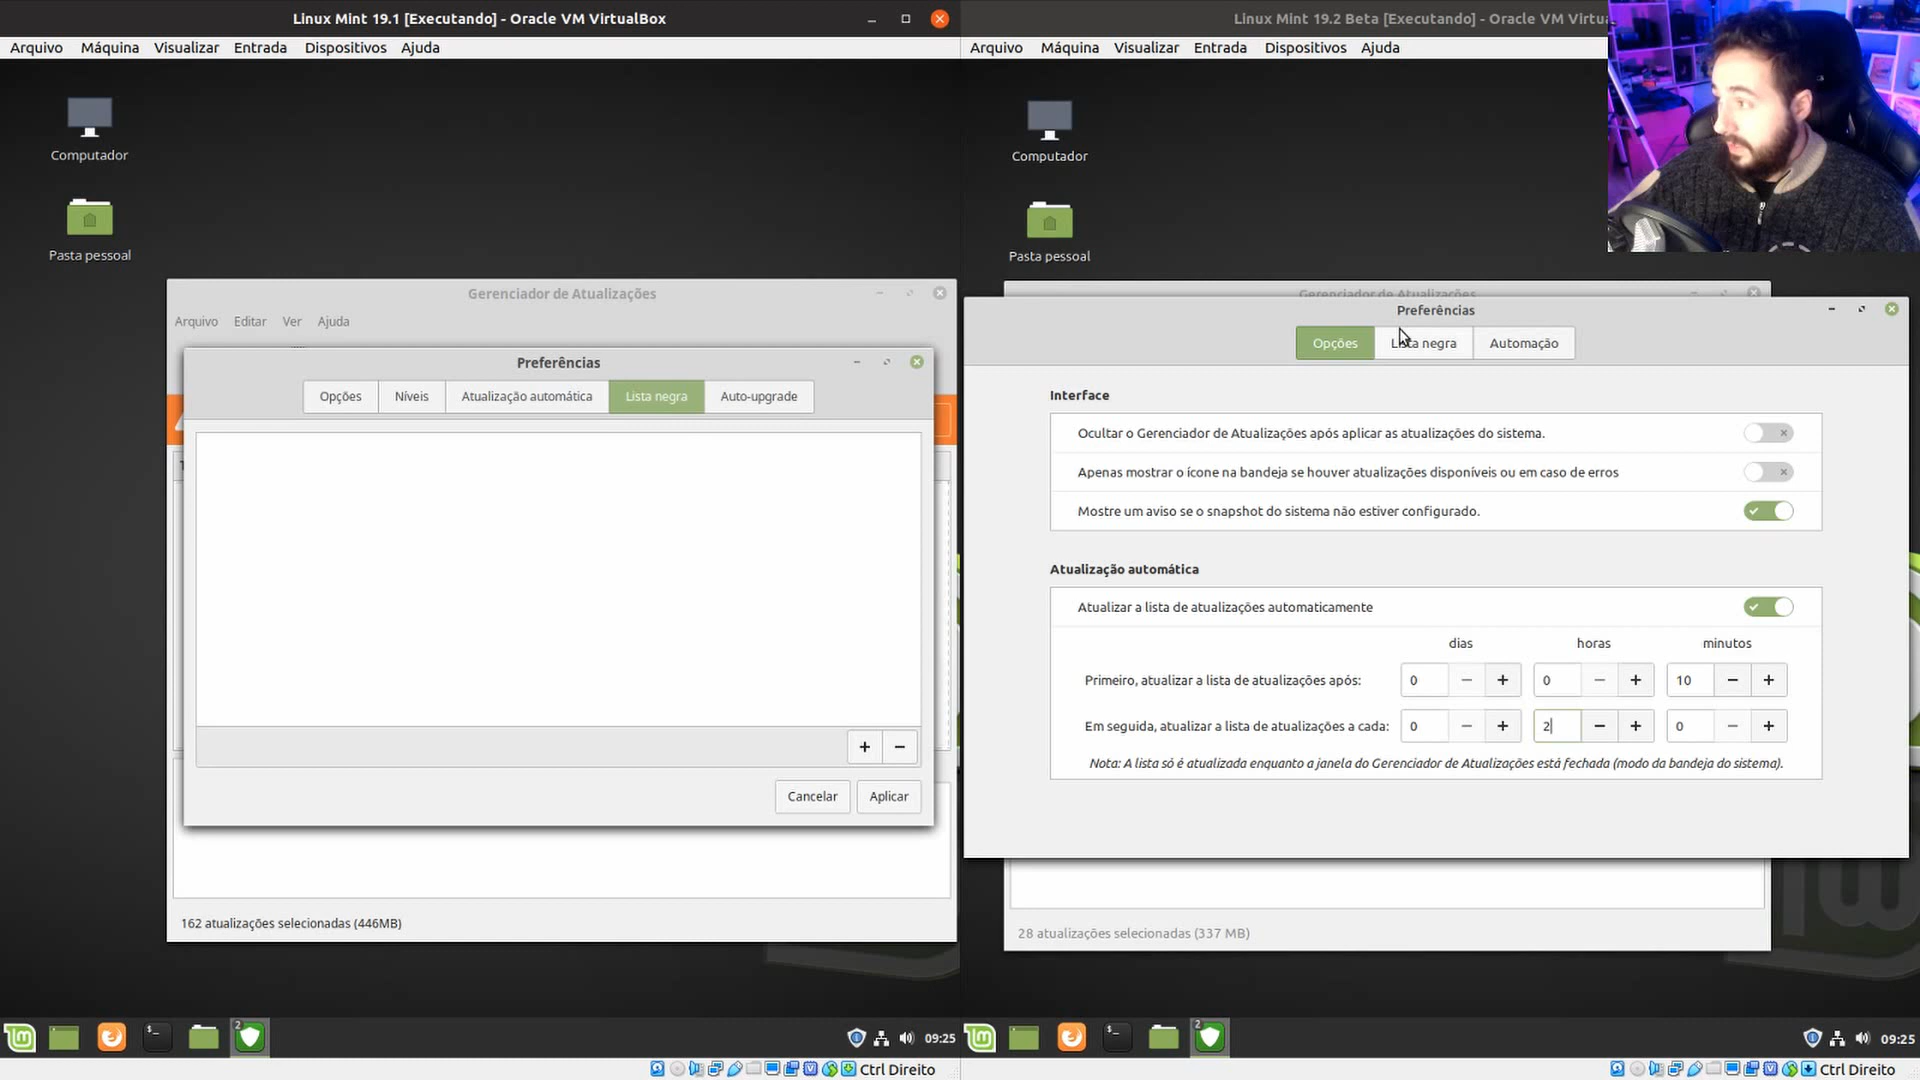 Linux Mint 19.1 [Executando] - Oracle VM VirtualBox
Arquivo Máquina Visualizar Entrada Dispositivos Ajuda
Computador
Pasta pessoal
Gerenciador de Atualizações
Arquivo Editar Ver Ajuda
Preferências
Opções Níveis Atualização automática Lista negra Auto-upgrade
+ −
Cancelar Aplicar
162 atualizações selecionadas (446MB)
2
09:25
Ctrl Direito
Linux Mint 19.2 Beta [Executando] - Oracle VM
Arquivo Máquina Visualizar Entrada Dispositivos Ajuda
Computador
Pasta pessoal
Gerenciador de Atualizações
Preferências
Opções Lista negra Automação
Interface
Ocultar o Gerenciador de Atualizações após aplicar as atualizações do sistema.
Apenas mostrar o ícone na bandeja se houver atualizações disponíveis ou em caso de erros
Mostre um aviso se o snapshot do sistema não estiver configurado.
Atualização automática
Atualizar a lista de atualizações automaticamente
dias horas minutos
Primeiro, atualizar a lista de atualizações após: 0 − + 0 − + 10 − +
Em seguida, atualizar a lista de atualizações a cada: 0 − + 2 − + 0 − +
Nota: A lista só é atualizada enquanto a janela do Gerenciador de Atualizações está fechada (modo da bandeja do sistema).
28 atualizações selecionadas (337 MB)
2
09:25
Ctrl Direito